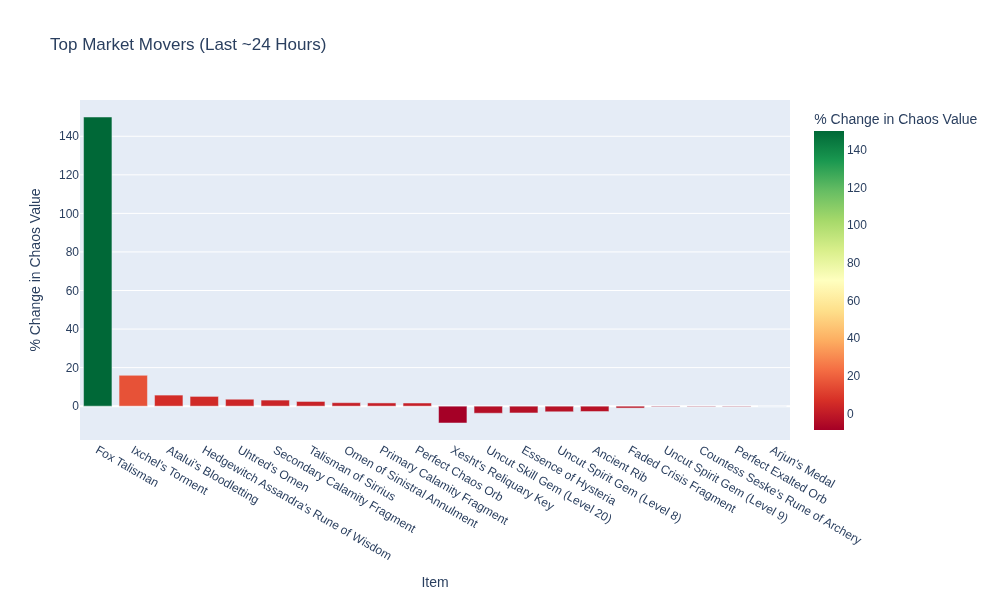 Top Market Movers (Last ~24 Hours)
% Change in Chaos Value
140
120
100
80
60
40
20
0
Fox Talisman
Ixchel's Torment
Atalui's Bloodletting
Hedgewitch Assandra's Rune of Wisdom
Uhtred's Omen
Secondary Calamity Fragment
Talisman of Sirrius
Omen of Sinistral Annulment
Primary Calamity Fragment
Perfect Chaos Orb
Xesht's Reliquary Key
Uncut Skill Gem (Level 20)
Essence of Hysteria
Uncut Spirit Gem (Level 8)
Ancient Rib
Faded Crisis Fragment
Uncut Spirit Gem (Level 9)
Countess Seske's Rune of Archery
Perfect Exalted Orb
Arjun's Medal
Item
% Change in Chaos Value
140
120
100
80
60
40
20
0